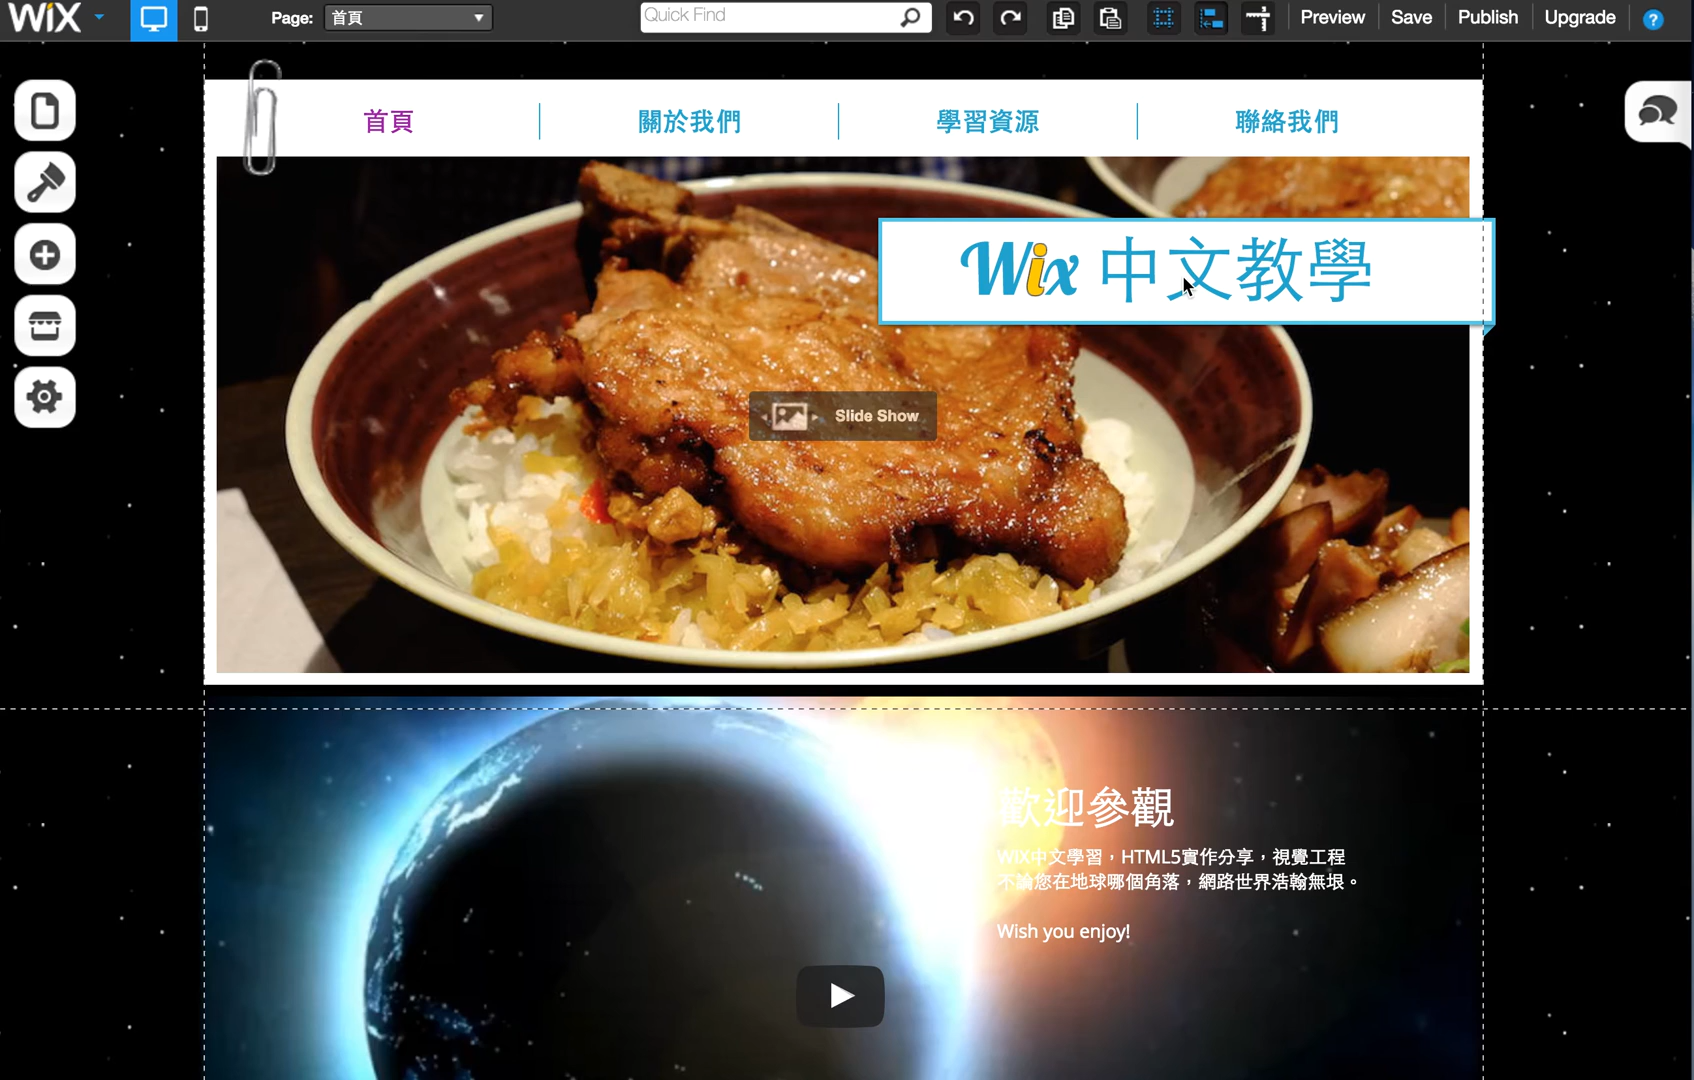 WiX
Page:
首頁
Quick Find
Preview
Save
Publish
Upgrade
?
首頁
關於我們
學習資源
聯絡我們
Wix 中文教學
Slide Show
歡迎參觀
WIX中文學習，HTML5實作分享，視覺工程
不論您在地球哪個角落，網路世界浩翰無垠。
Wish you enjoy!